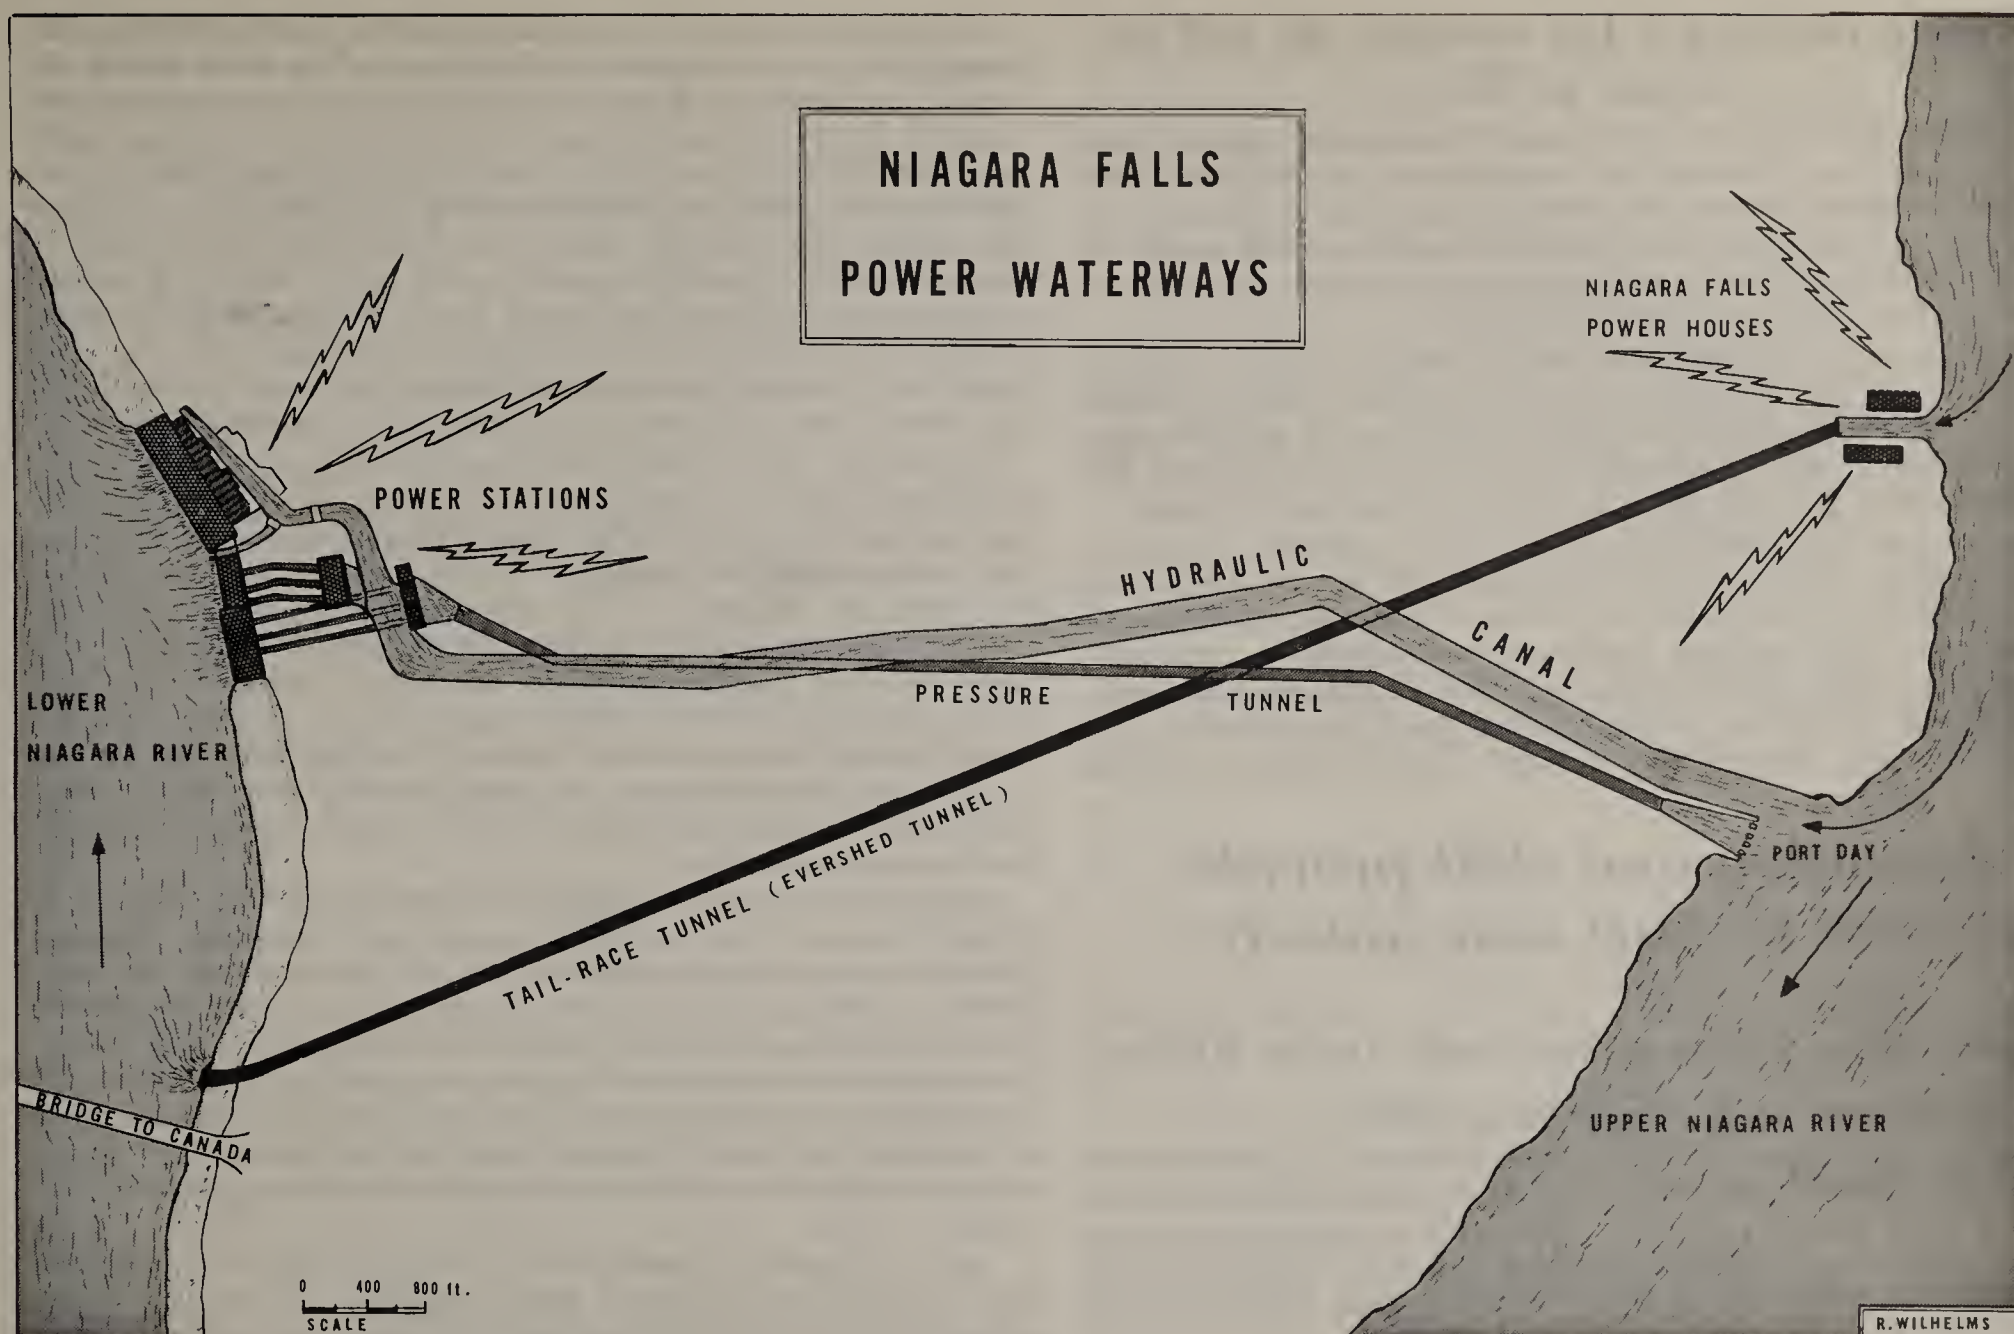 NIAGARA FALLS
POWER WATERWAYS
NIAGARA FALLS
POWER HOUSES
POWER STATIONS
HYDRAULIC
CANAL
PRESSURE TUNNEL
LOWER
NIAGARA RIVER
TAIL-RACE TUNNEL (EVERSHED TUNNEL)
PORT DAY
UPPER NIAGARA RIVER
BRIDGE TO CANADA
0 400 800 ft.
SCALE
R.WILHELMS